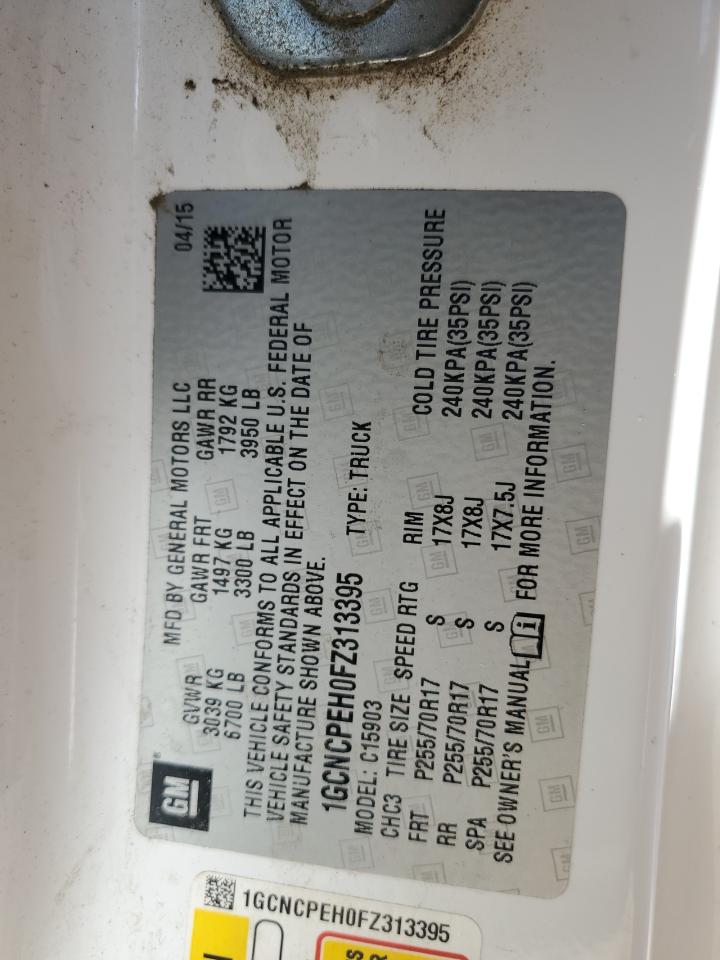 GM®
MFD BY GENERAL MOTORS LLC 04/15
GVWR GAWR FRT GAWR RR
3039 KG 1497 KG 1792 KG
6700 LB 3300 LB 3950 LB
THIS VEHICLE CONFORMS TO ALL APPLICABLE U.S. FEDERAL MOTOR
VEHICLE SAFETY STANDARDS IN EFFECT ON THE DATE OF
MANUFACTURE SHOWN ABOVE.
1GCNCPEH0FZ313395 TYPE: TRUCK
MODEL: C15903
CHC3 TIRE SIZE SPEED RTG RIM COLD TIRE PRESSURE
FRT P255/70R17 S 17X8J 240KPA(35PSI)
RR P255/70R17 S 17X8J 240KPA(35PSI)
SPA P255/70R17 S 17X7.5J 240KPA(35PSI)
SEE OWNER'S MANUAL i FOR MORE INFORMATION.
1GCNCPEH0FZ313395